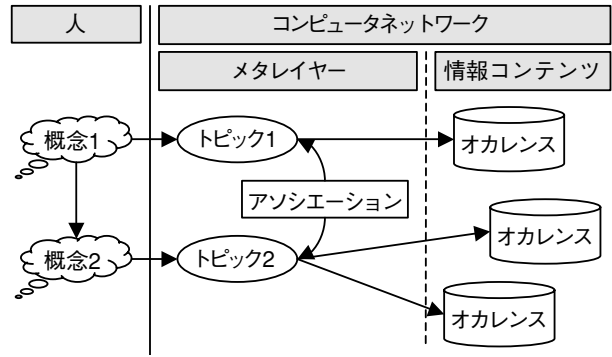 人
コンピュータネットワーク
メタレイヤー
情報コンテンツ
概念1
トピック1
オカレンス
アソシエーション
オカレンス
概念2
トピック2
オカレンス